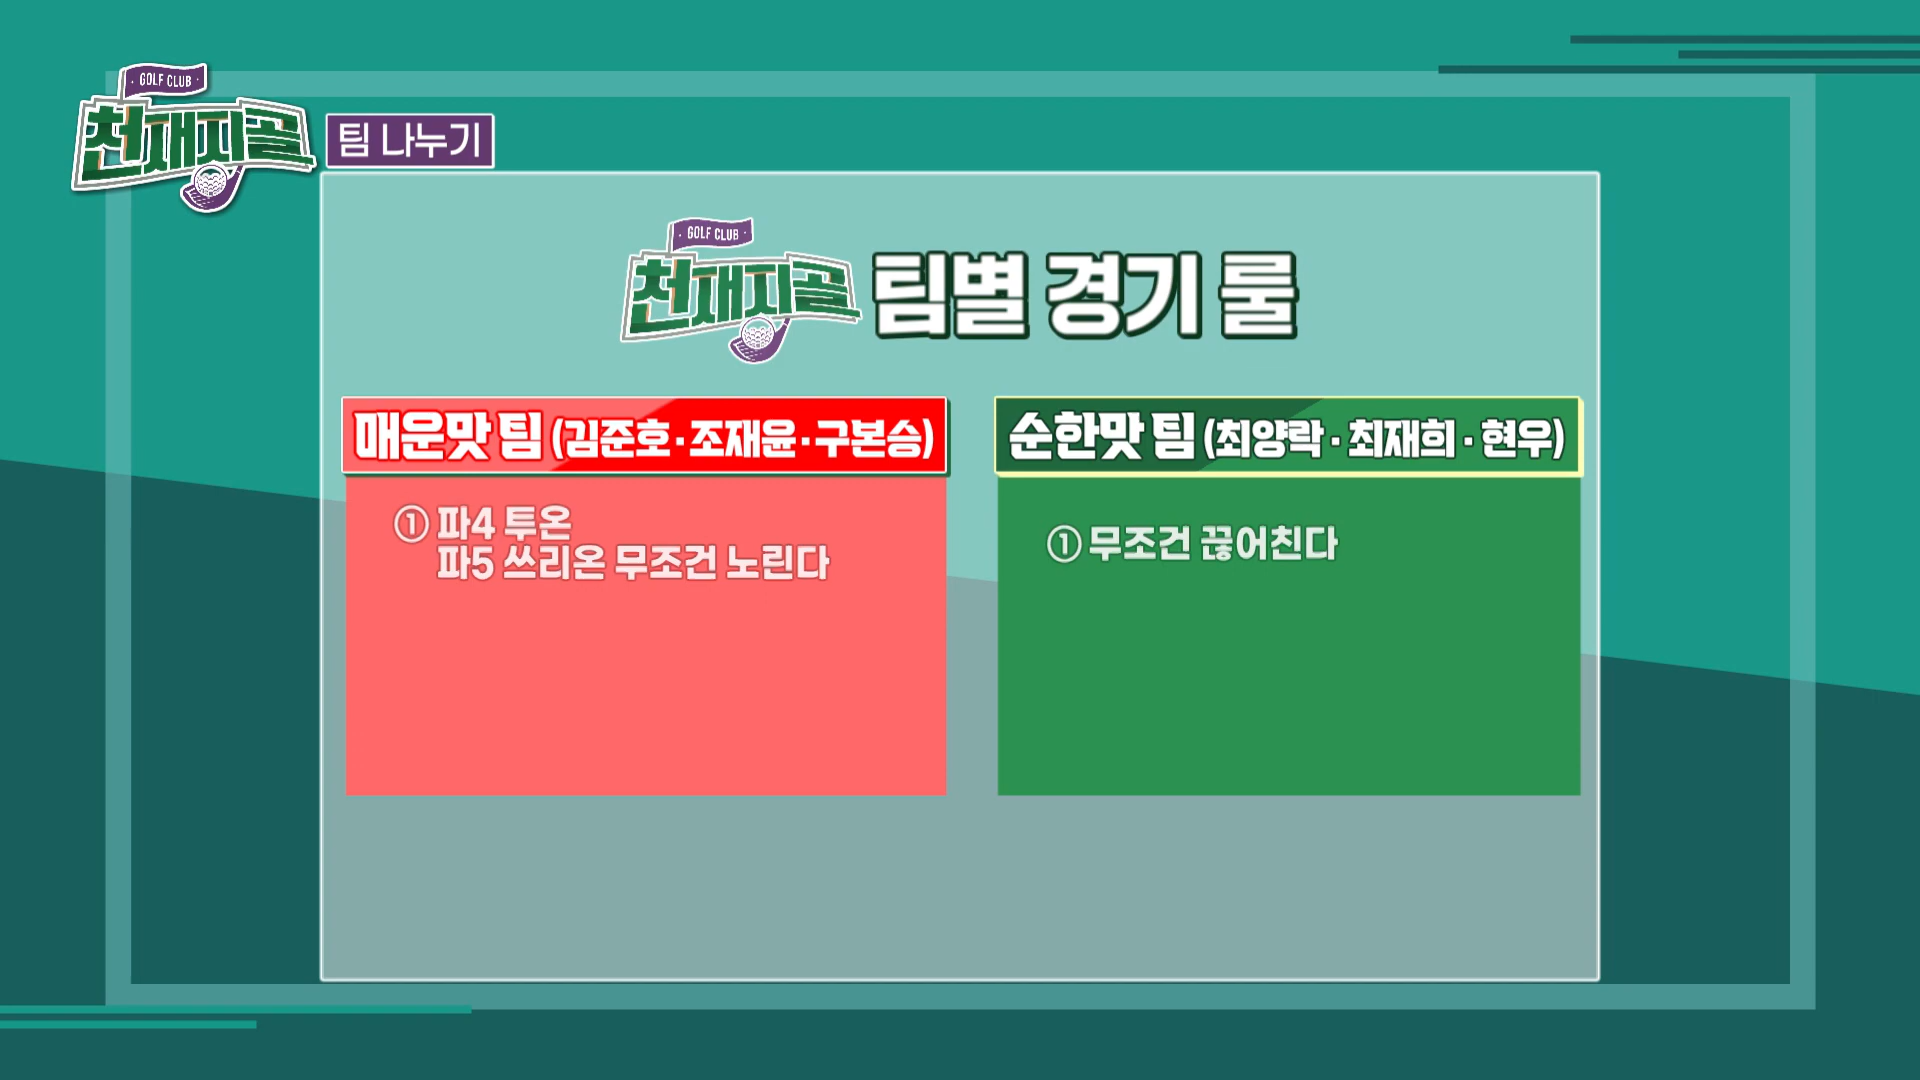 GOLF CLUB
천재지골
팀 나누기
GOLF CLUB
천재지골 팀별 경기 룰
매운맛 팀 (김준호·조재윤·구본승)
① 파4 투온
파5 쓰리온 무조건 노린다
순한맛 팀 (최양락·최재희·현우)
① 무조건 끊어친다